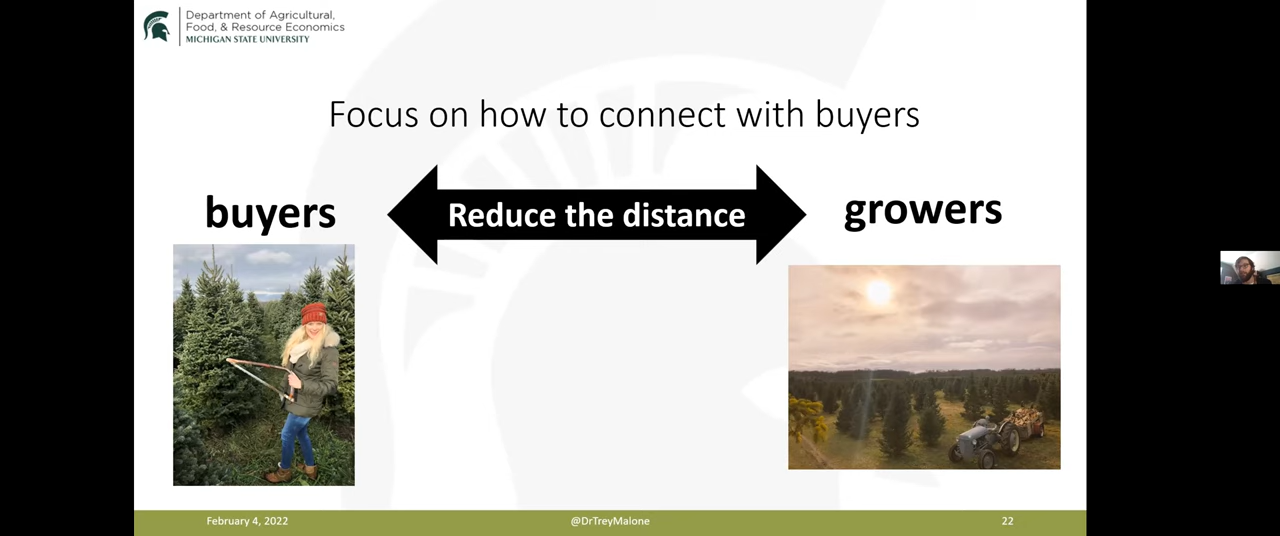 Department of Agricultural,
Food, & Resource Economics
MICHIGAN STATE UNIVERSITY
Focus on how to connect with buyers
buyers
Reduce the distance
growers
February 4, 2022
@DrTreyMalone
22